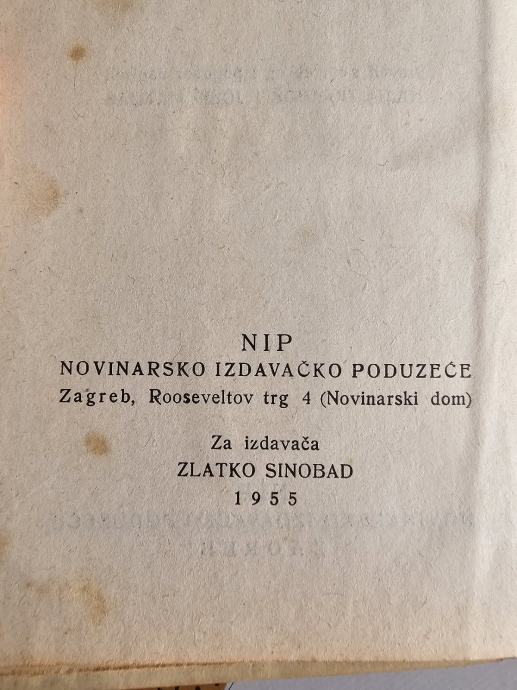 NIP
NOVINARSKO IZDAVAČKO PODUZEĆE
Zagreb, Rooseveltov trg 4 (Novinarski dom)
Za izdavača
ZLATKO SINOBAD
1955